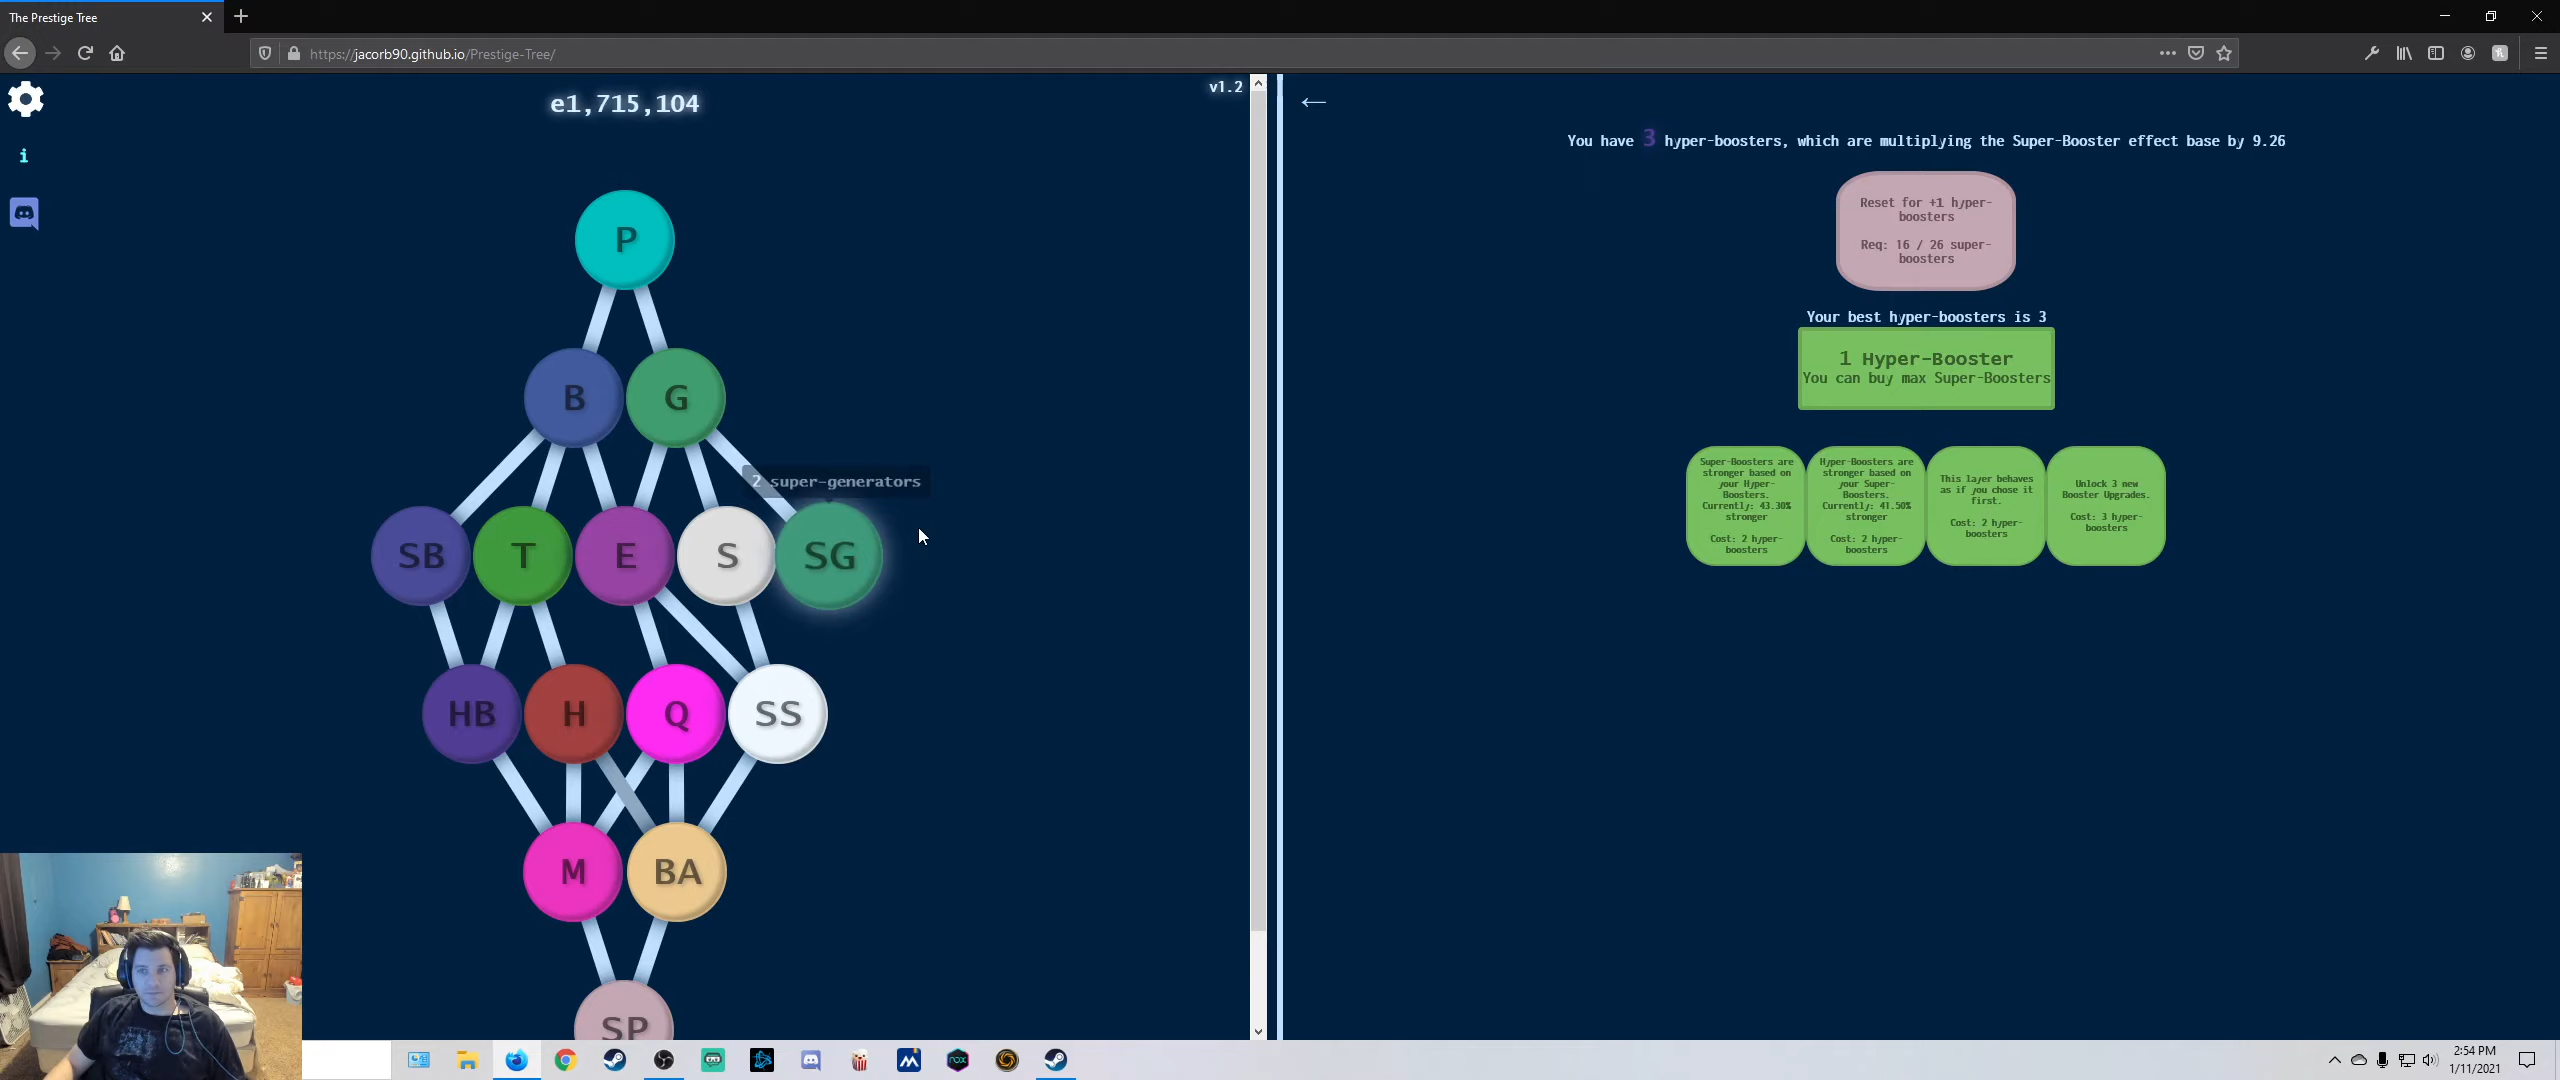 The Prestige Tree
https://jacorb90.github.io/Prestige-Tree/
e1,715,104
v1.2
i
P
B
G
2 super-generators
SB
T
E
S
SG
HB
H
Q
SS
M
BA
SP
←
You have 3 hyper-boosters, which are multiplying the Super-Booster effect base by 9.26
Reset for +1 hyper-
boosters
Req: 16 / 26 super-
boosters
Your best hyper-boosters is 3
1 Hyper-Booster
You can buy max Super-Boosters
Super-Boosters are
stronger based on
your Hyper-
Boosters.
Currently: 43.30%
stronger
Cost: 2 hyper-
boosters
Hyper-Boosters are
stronger based on
your Super-
Boosters.
Currently: 41.50%
stronger
Cost: 2 hyper-
boosters
This layer behaves
as if you chose it
first.
Cost: 2 hyper-
boosters
Unlock 3 new
Booster Upgrades.
Cost: 3 hyper-
boosters
nox
2:54 PM
1/11/2021